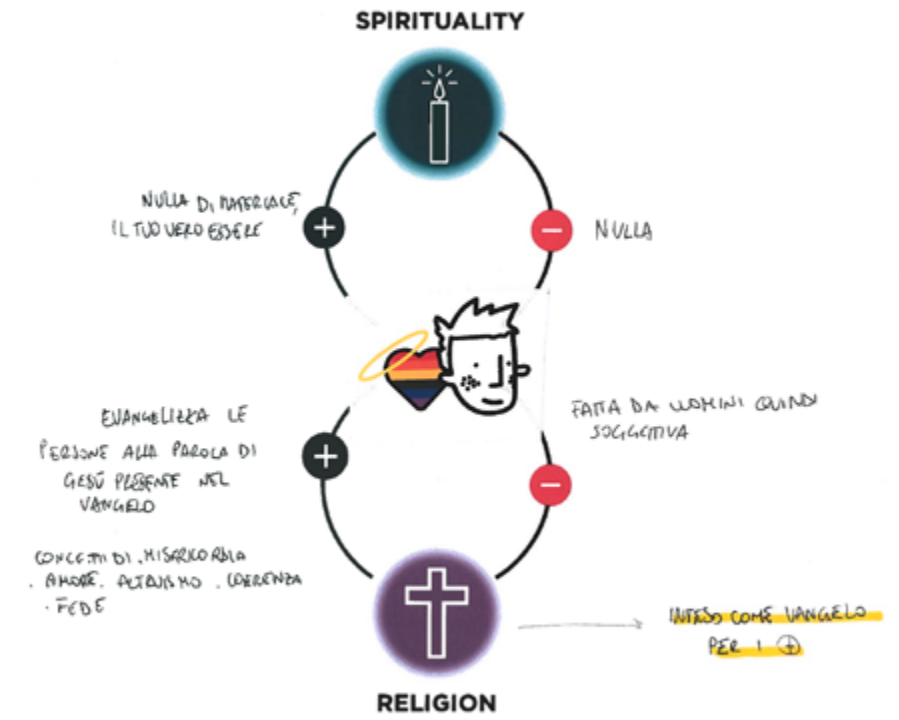 SPIRITUALITY
NULLA DI MATERIALE,
IL TUO VERO ESSERE
+
−
NULLA
EVANGELIZZA LE
PERSONE ALLA PAROLA DI
GESÙ PRESENTE NEL
VANGELO
+
FATTA DA UOMINI QUINDI
SOGGETTIVA
−
CONCETTI DI . MISERICORDIA
. AMORE . ALTRUISMO . COERENZA
. FEDE
INTESO COME VANGELO
PER I ⊕
RELIGION